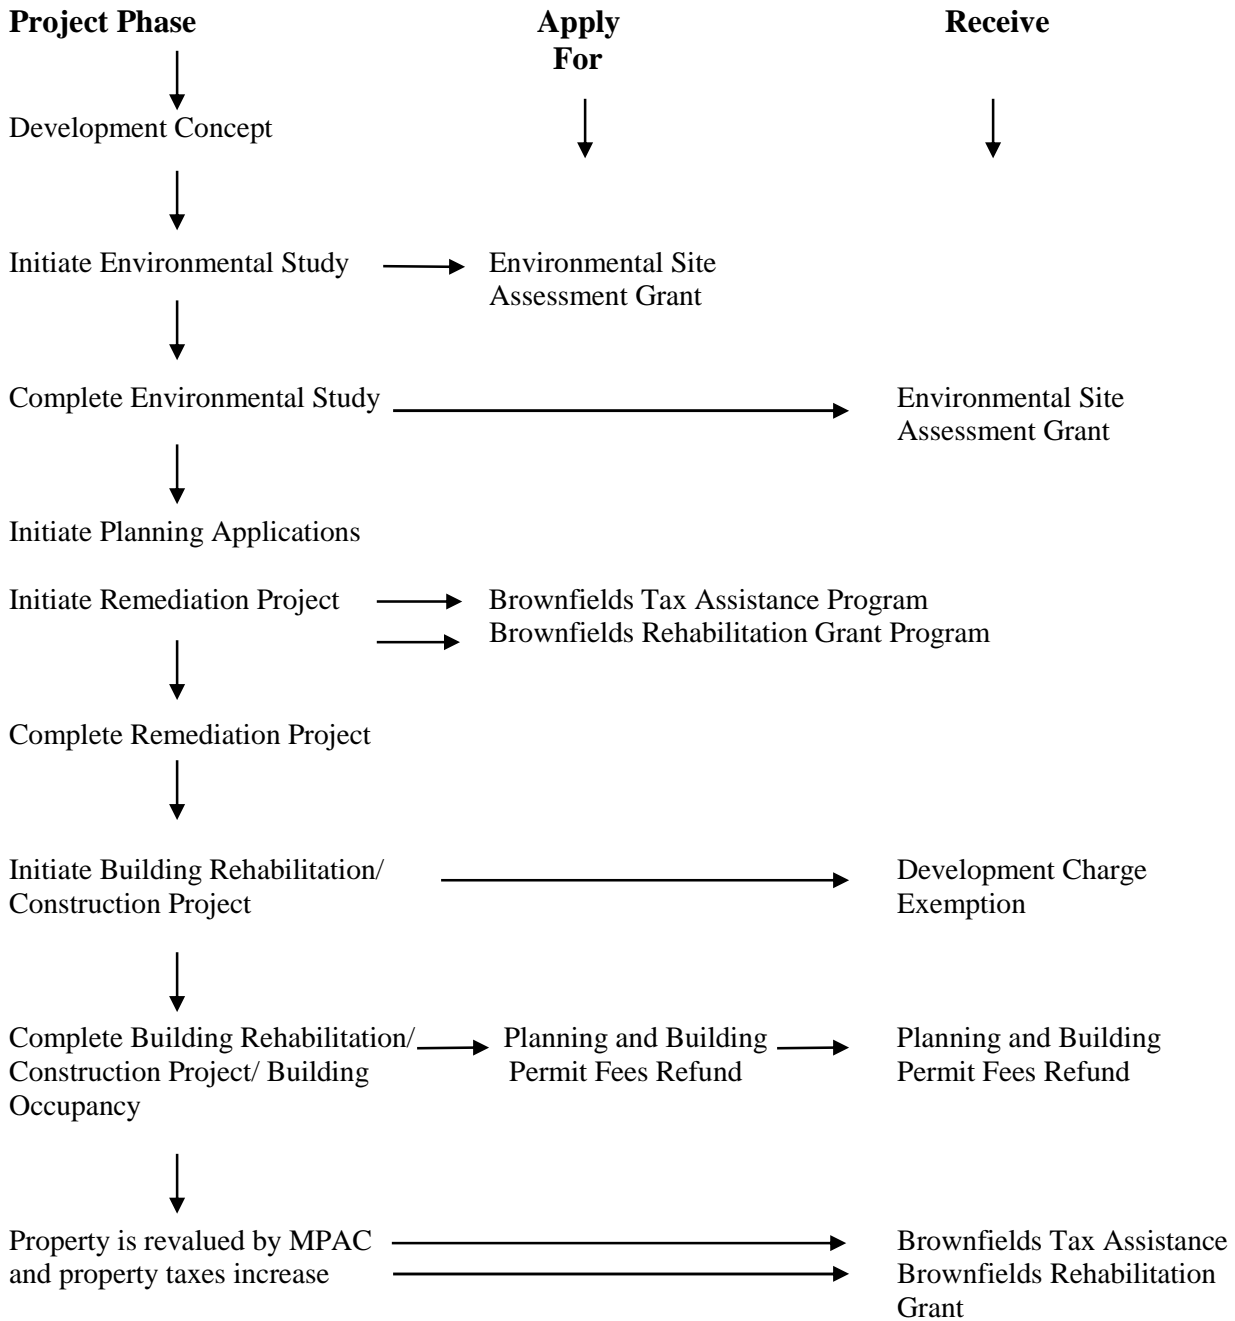 Project Phase
Apply
For
Receive
Development Concept
Initiate Environmental Study
Environmental Site
Assessment Grant
Complete Environmental Study
Environmental Site
Assessment Grant
Initiate Planning Applications
Initiate Remediation Project
Brownfields Tax Assistance Program
Brownfields Rehabilitation Grant Program
Complete Remediation Project
Initiate Building Rehabilitation/
Construction Project
Development Charge
Exemption
Complete Building Rehabilitation/
Construction Project/ Building
Occupancy
Planning and Building
Permit Fees Refund
Planning and Building
Permit Fees Refund
Property is revalued by MPAC
and property taxes increase
Brownfields Tax Assistance
Brownfields Rehabilitation
Grant